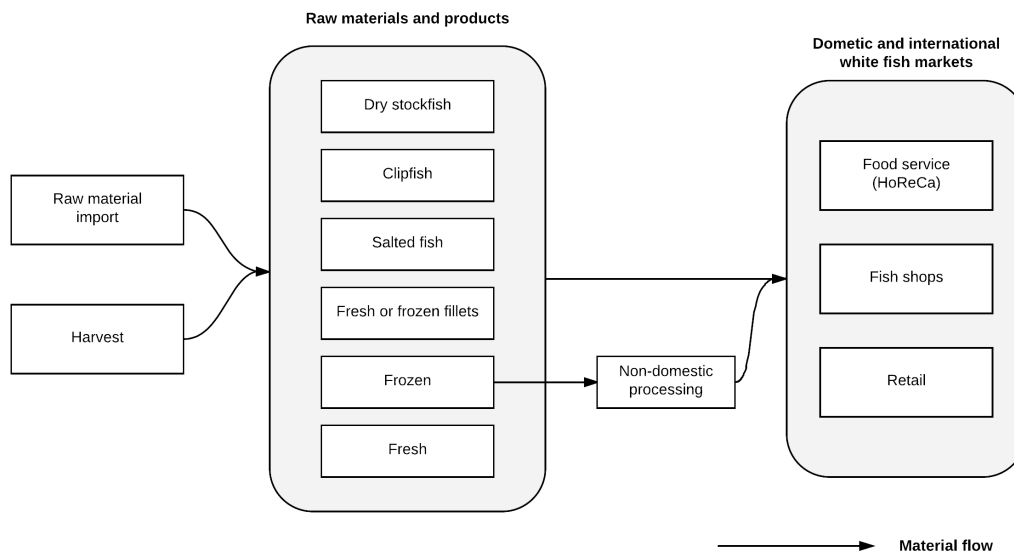 Raw materials and products
Dometic and international
white fish markets
Dry stockfish
Clipfish
Salted fish
Fresh or frozen fillets
Frozen
Fresh
Raw material
import
Harvest
Non-domestic
processing
Food service
(HoReCa)
Fish shops
Retail
Material flow